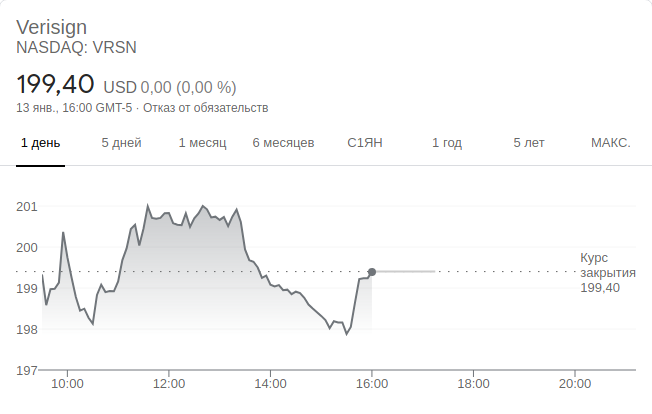 Verisign
NASDAQ: VRSN
199,40 USD 0,00 (0,00 %)
13 янв., 16:00 GMT-5 · Отказ от обязательств
1 день 5 дней 1 месяц 6 месяцев С1ЯН 1 год 5 лет МАКС.
201
200
199
198
197
Курс
закрытия
199,40
10:00 12:00 14:00 16:00 18:00 20:00